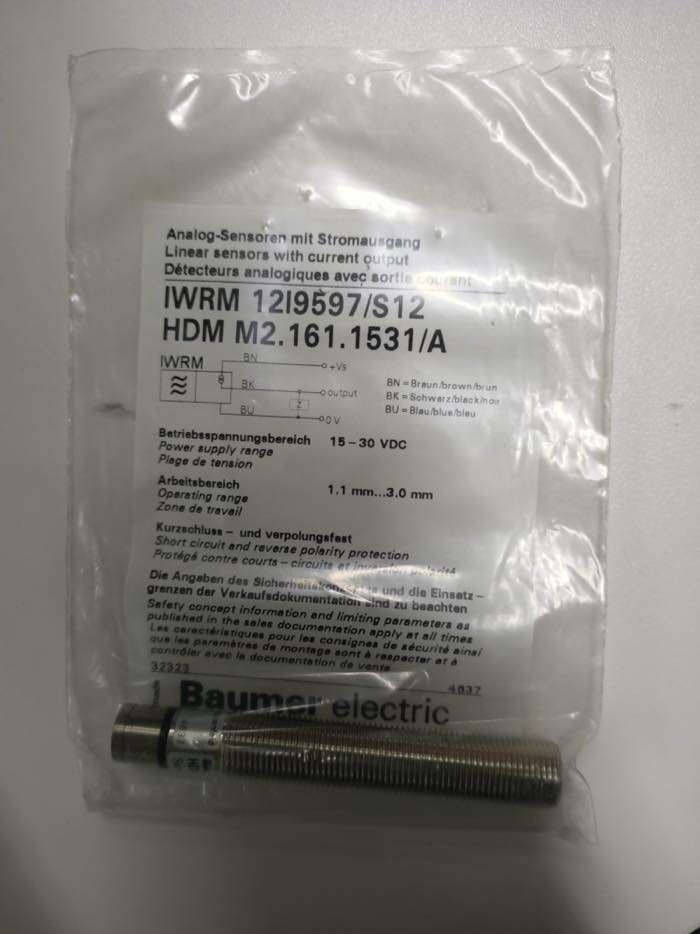 Analog-Sensoren mit Stromausgang
Linear sensors with current output
Détecteurs analogiques avec sortie courant
IWRM 12I9597/S12
HDM M2.161.1531/A
IWRM
BN
+Vs
BK
output
Z
BU
0 V
BN = Braun/brown/brun
BK = Schwarz/black/noir
BU = Blau/blue/bleu
Betriebsspannungsbereich 15 – 30 VDC
Power supply range
Plage de tension
Arbeitsbereich
Operating range 1.1 mm...3.0 mm
Zone de travail
Kurzschluss – und verpolungsfest
Short circuit and reverse polarity protection
Protégé contre courts – circuits et inversion polarité
Die Angaben des Sicherheitskonzeptes und die Einsatz –
grenzen der Verkaufsdokumentation sind zu beachten
Safety concept information and limiting parameters as
published in the sales documentation apply at all times
Les caractéristiques pour les consignes de sécurité ainsi
que les paramètres de montage sont à respecter et à
contrôler avec la documentation de vente
32323 4637
made
Baumer electric